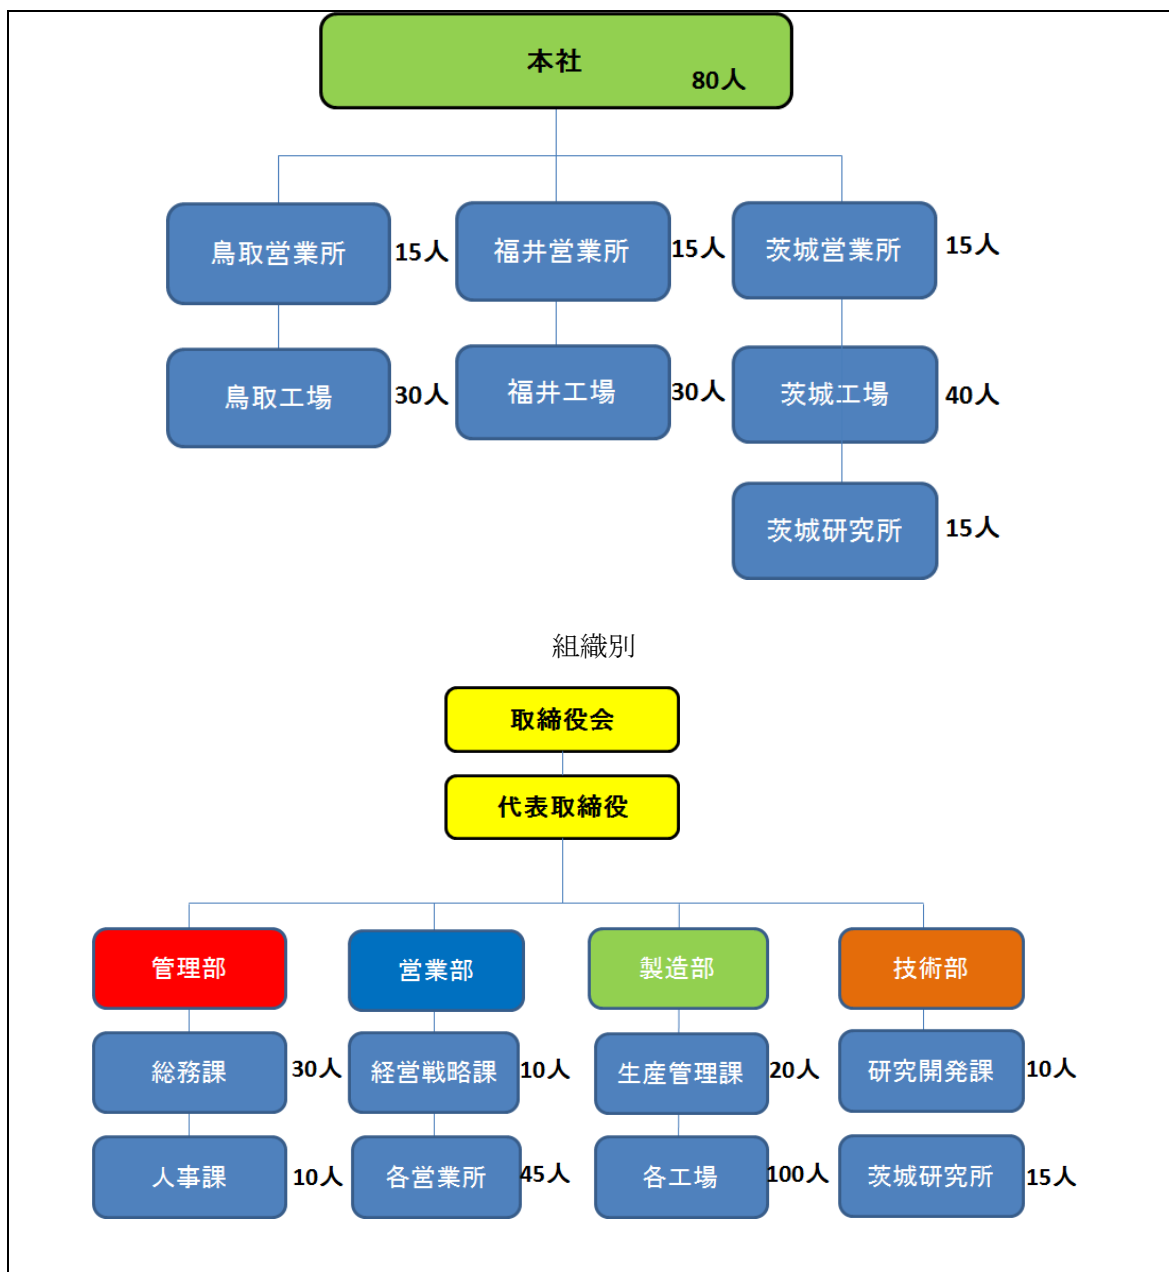 本社
80人
鳥取営業所 15人 福井営業所 15人 茨城営業所 15人
鳥取工場 30人 福井工場 30人 茨城工場 40人
茨城研究所 15人
組織別
取締役会
代表取締役
管理部 営業部 製造部 技術部
総務課 30人 経営戦略課 10人 生産管理課 20人 研究開発課 10人
人事課 10人 各営業所 45人 各工場 100人 茨城研究所 15人